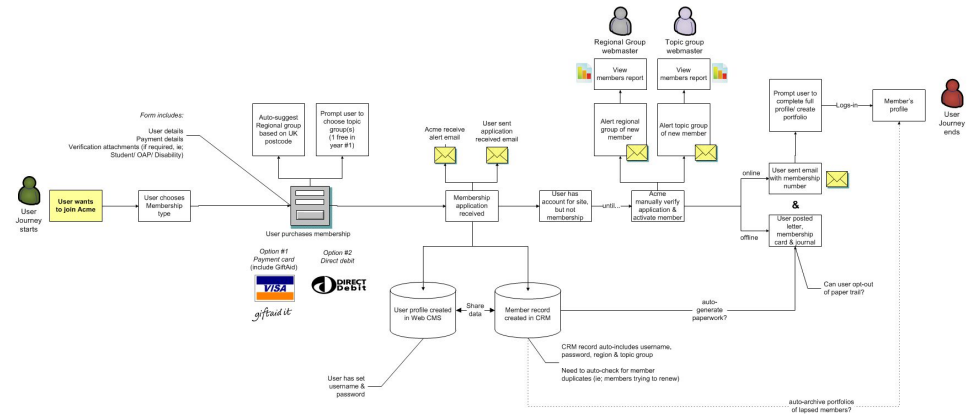 Regional Group
webmaster
Topic group
webmaster
View
members report
View
members report
Prompt user to
complete full
profile/ create
portfolio
Logs-in
Member's
profile
User
Journey
ends
Form includes:
User details
Payment details
Verification attachments (if required, ie;
Student/ OAP/ Disability)
Auto-suggest
Regional group
based on UK
postcode
Prompt user to
choose topic
group(s)
(1 free in
year #1)
Acme receive
alert email
User sent
application
received email
Alert regional
group of new
member
Alert topic group
of new member
User
Journey
starts
User wants
to join Acme
User chooses
Membership
type
User purchases membership
Membership
application
received
User has
account for site,
but not
membership
until...
Acme
manually verify
application &
activate member
online
User sent email
with membership
number
&
offline
User posted
letter,
membership
card & journal
Option #1
Payment card
(include GiftAid)
Option #2
Direct debit
VISA
DIRECT
Debit
giftaid it
Can user opt-out
of paper trail?
User profile created
in Web CMS
Share
data
Member record
created in CRM
auto-
generate
paperwork?
CRM record auto-includes username,
password, region & topic group
Need to auto-check for member
duplicates (ie; members trying to renew)
User has set
username &
password
auto-archive portfolios
of lapsed members?